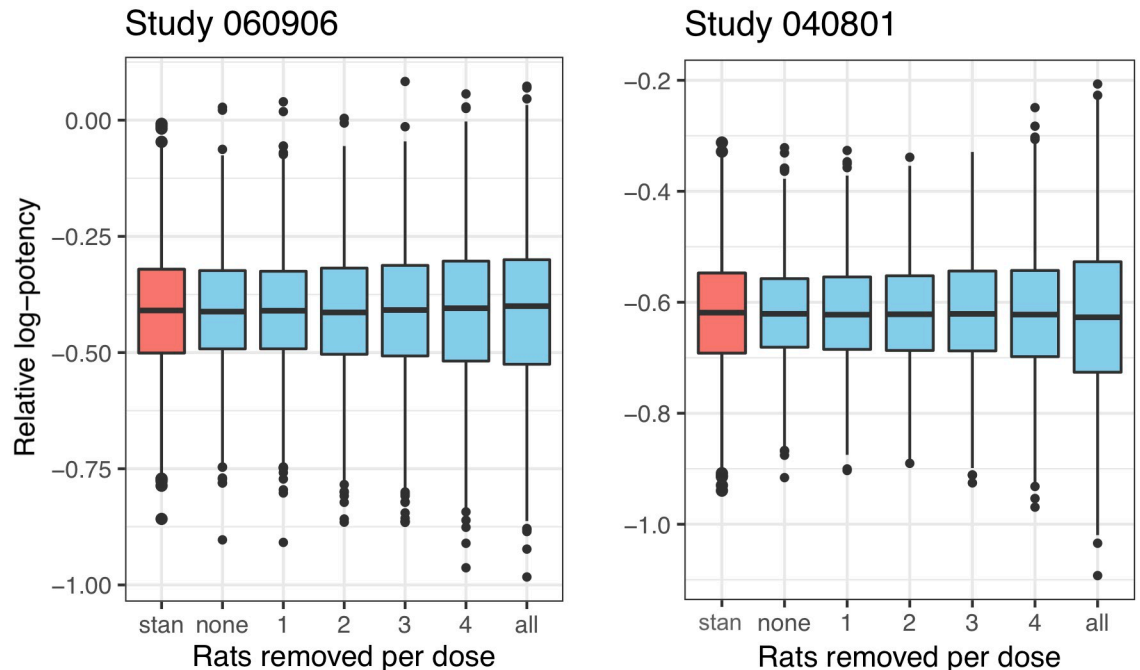 Study 060906
Relative log−potency
0.00
−0.25
−0.50
−0.75
−1.00
stan none 1 2 3 4 all
Rats removed per dose
Study 040801
−0.2
−0.4
−0.6
−0.8
−1.0
stan none 1 2 3 4 all
Rats removed per dose